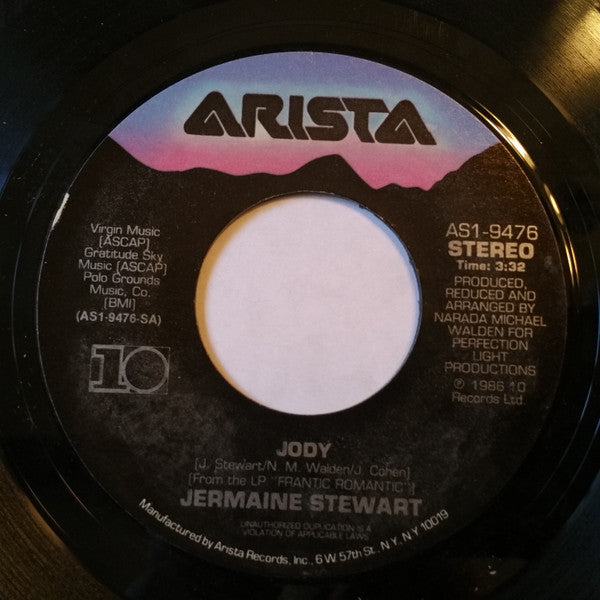 ARISTA
Virgin Music
[ASCAP]
Gratitude Sky
Music [ASCAP]
Polo Grounds
Music, Co.
[BMI]
(AS1-9476-SA)
10
AS1-9476
STEREO
Time: 3:32
PRODUCED,
REDUCED AND
ARRANGED BY
NARADA MICHAEL
WALDEN FOR
PERFECTION
LIGHT
PRODUCTIONS
℗ 1986 10
Records Ltd.
JODY
[J. Stewart/N. M. Walden/J. Cohen]
[From the LP "FRANTIC ROMANTIC"]
JERMAINE STEWART
UNAUTHORIZED DUPLICATION IS A
VIOLATION OF APPLICABLE LAWS
Manufactured by Arista Records, Inc., 6 W 57th St., N.Y., N.Y. 10019